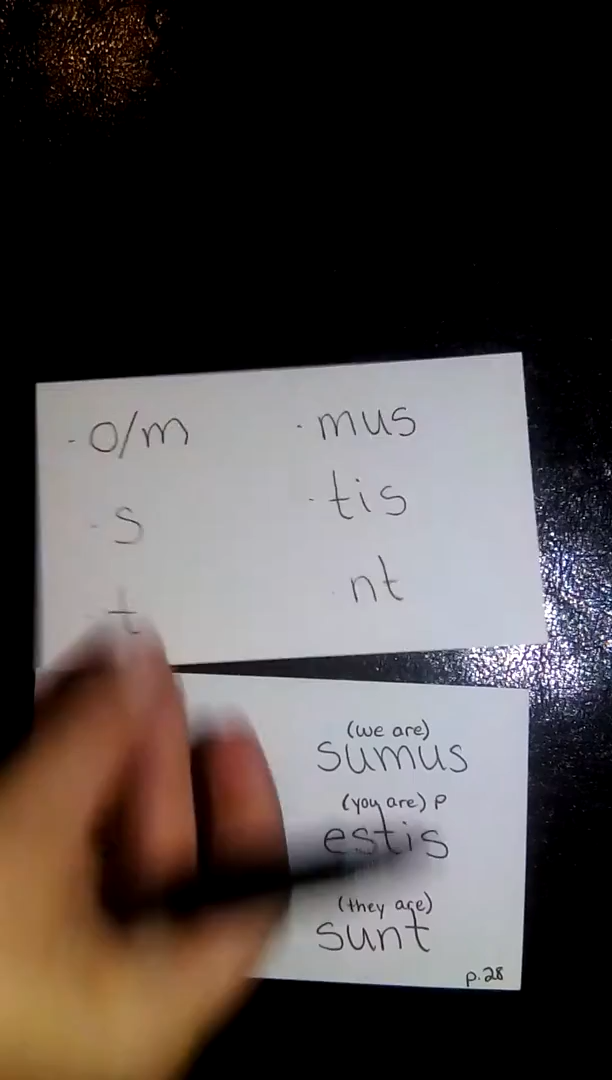 - o/m
- s
- t
- mus
- tis
- nt
(we are)
sumus
(you are) P
estis
(they are)
sunt
p.28